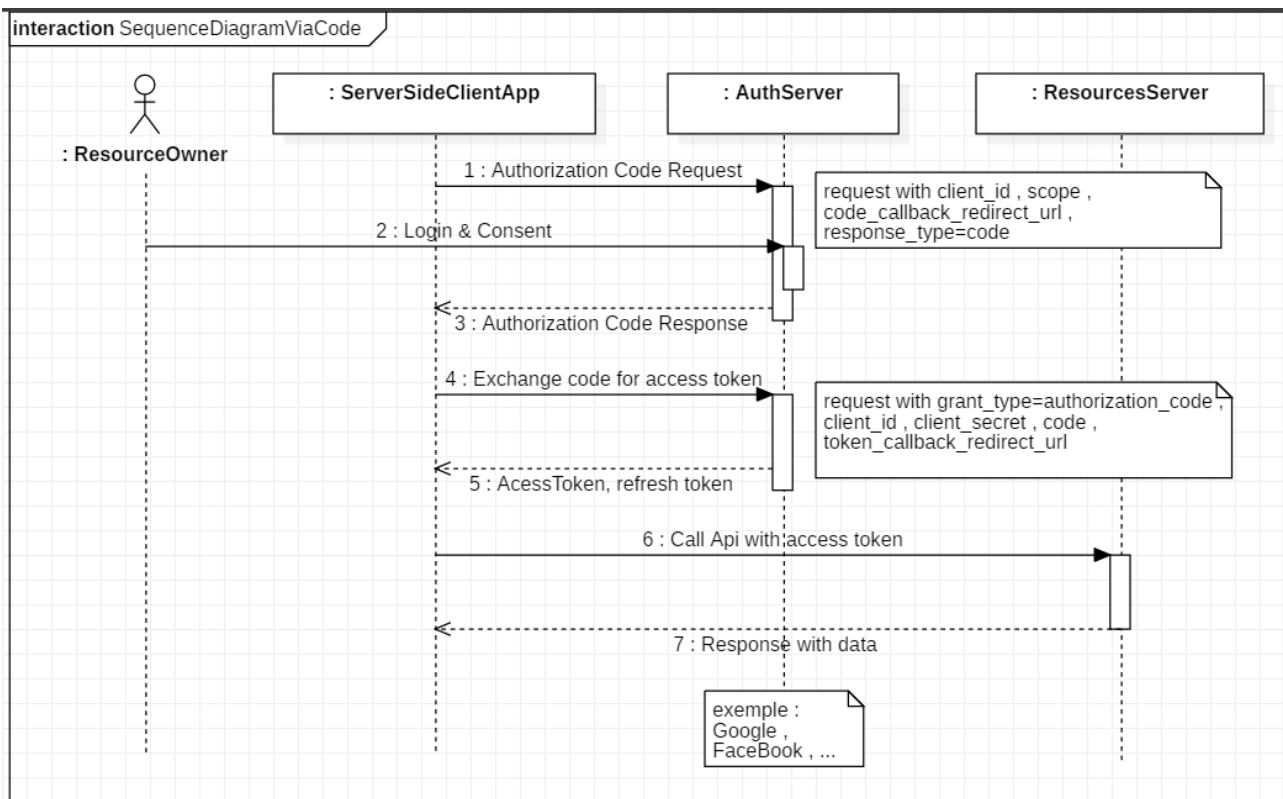 interaction SequenceDiagramViaCode
: ResourceOwner
: ServerSideClientApp
: AuthServer
: ResourcesServer
1 : Authorization Code Request
request with client_id , scope ,
code_callback_redirect_url ,
response_type=code
2 : Login & Consent
3 : Authorization Code Response
4 : Exchange code for access token
request with grant_type=authorization_code ,
client_id , client_secret , code ,
token_callback_redirect_url
5 : AcessToken, refresh token
6 : Call Api with access token
7 : Response with data
exemple :
Google ,
FaceBook , ...